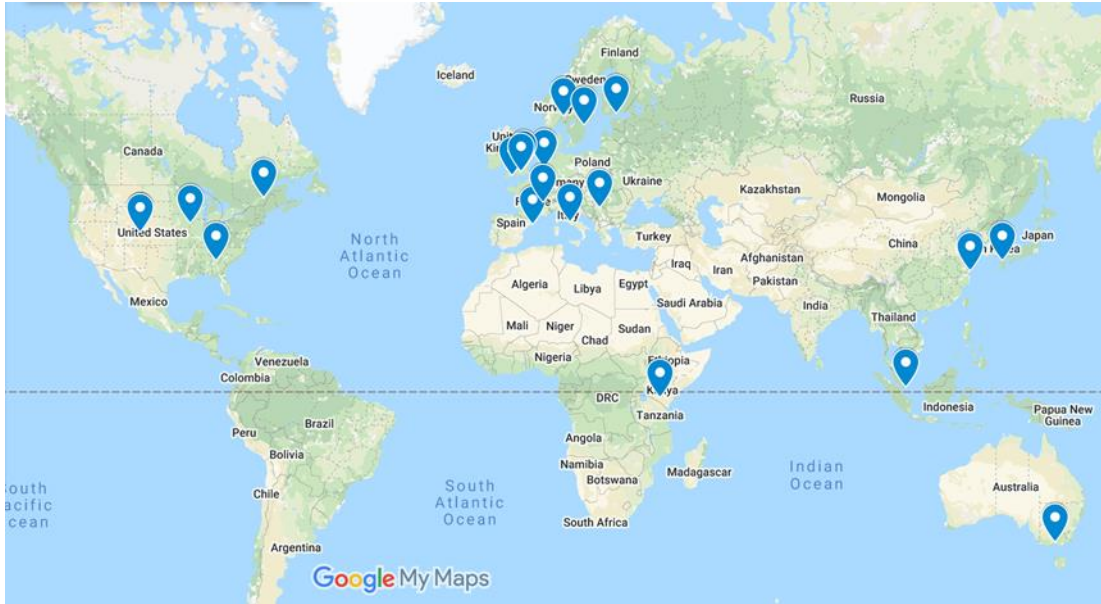 Finland
Iceland
Sweden
Russia
Canada
Poland
Ukraine
Kazakhstan
Mongolia
United States
Spain
North
Atlantic
Ocean
Turkey
China
Japan
Afghanistan
Iraq
Iran
Pakistan
Mexico
Algeria
Libya
Egypt
Saudi Arabia
India
Thailand
Mali
Niger
Chad
Sudan
Nigeria
Ethiopia
Venezuela
Colombia
DRC
Kenya
Tanzania
Indonesia
Papua New
Guinea
Peru
Brazil
Bolivia
Angola
Namibia
Botswana
Madagascar
Indian
Ocean
Australia
South
Atlantic
Ocean
Chile
South Africa
Argentina
Google My Maps